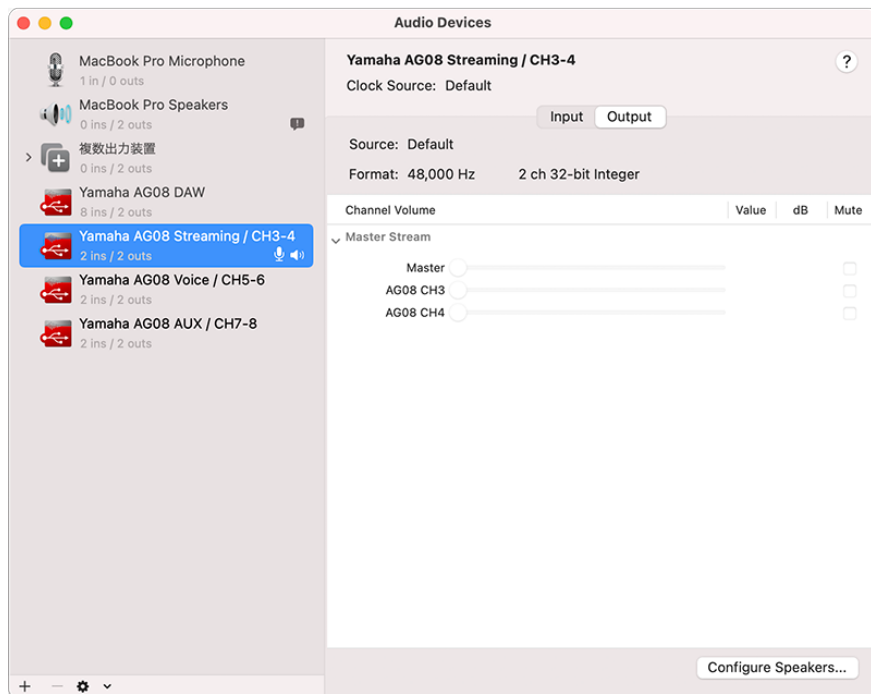 Audio Devices
MacBook Pro Microphone
1 in / 0 outs
MacBook Pro Speakers
0 ins / 2 outs
複数出力装置
0 ins / 2 outs
Yamaha AG08 DAW
8 ins / 2 outs
Yamaha AG08 Streaming / CH3-4
2 ins / 2 outs
Yamaha AG08 Voice / CH5-6
2 ins / 2 outs
Yamaha AG08 AUX / CH7-8
2 ins / 2 outs
Yamaha AG08 Streaming / CH3-4
?
Clock Source: Default
Input Output
Source: Default
Format: 48,000 Hz 2 ch 32-bit Integer
Channel Volume Value dB Mute
Master Stream
Master
AG08 CH3
AG08 CH4
Configure Speakers...